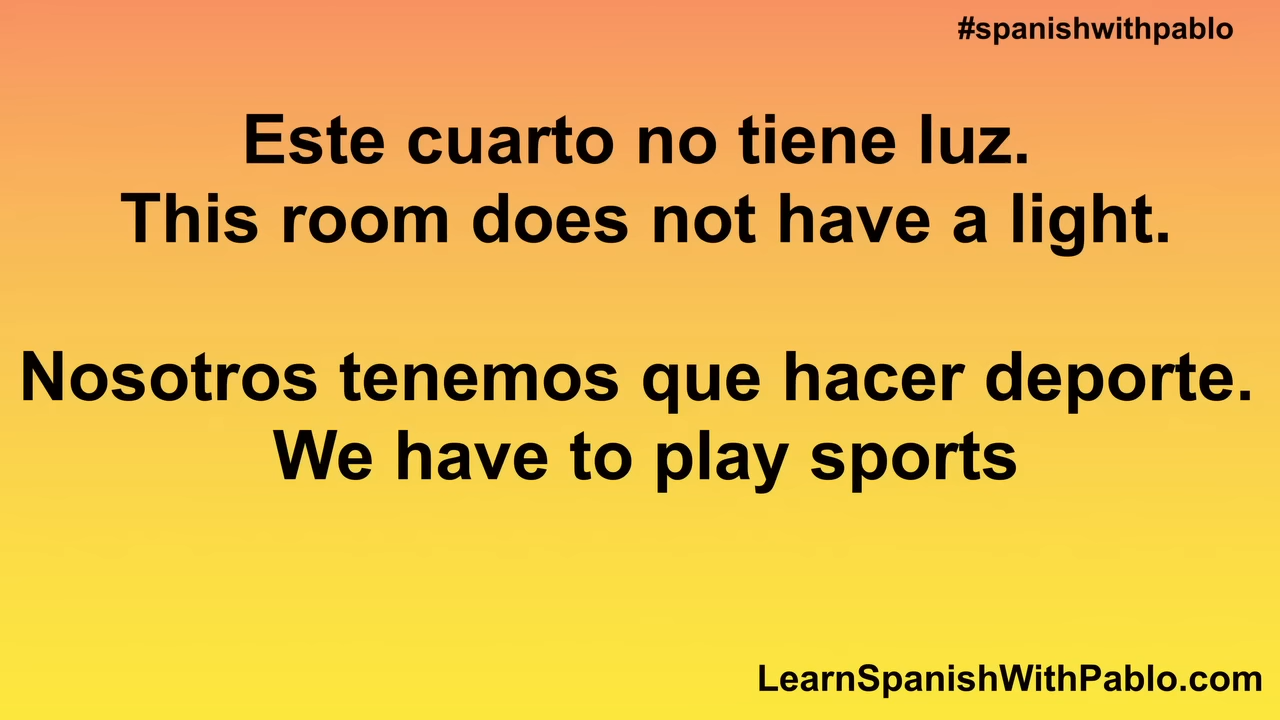 #spanishwithpablo
Este cuarto no tiene luz.
This room does not have a light.
Nosotros tenemos que hacer deporte.
We have to play sports
LearnSpanishWithPablo.com